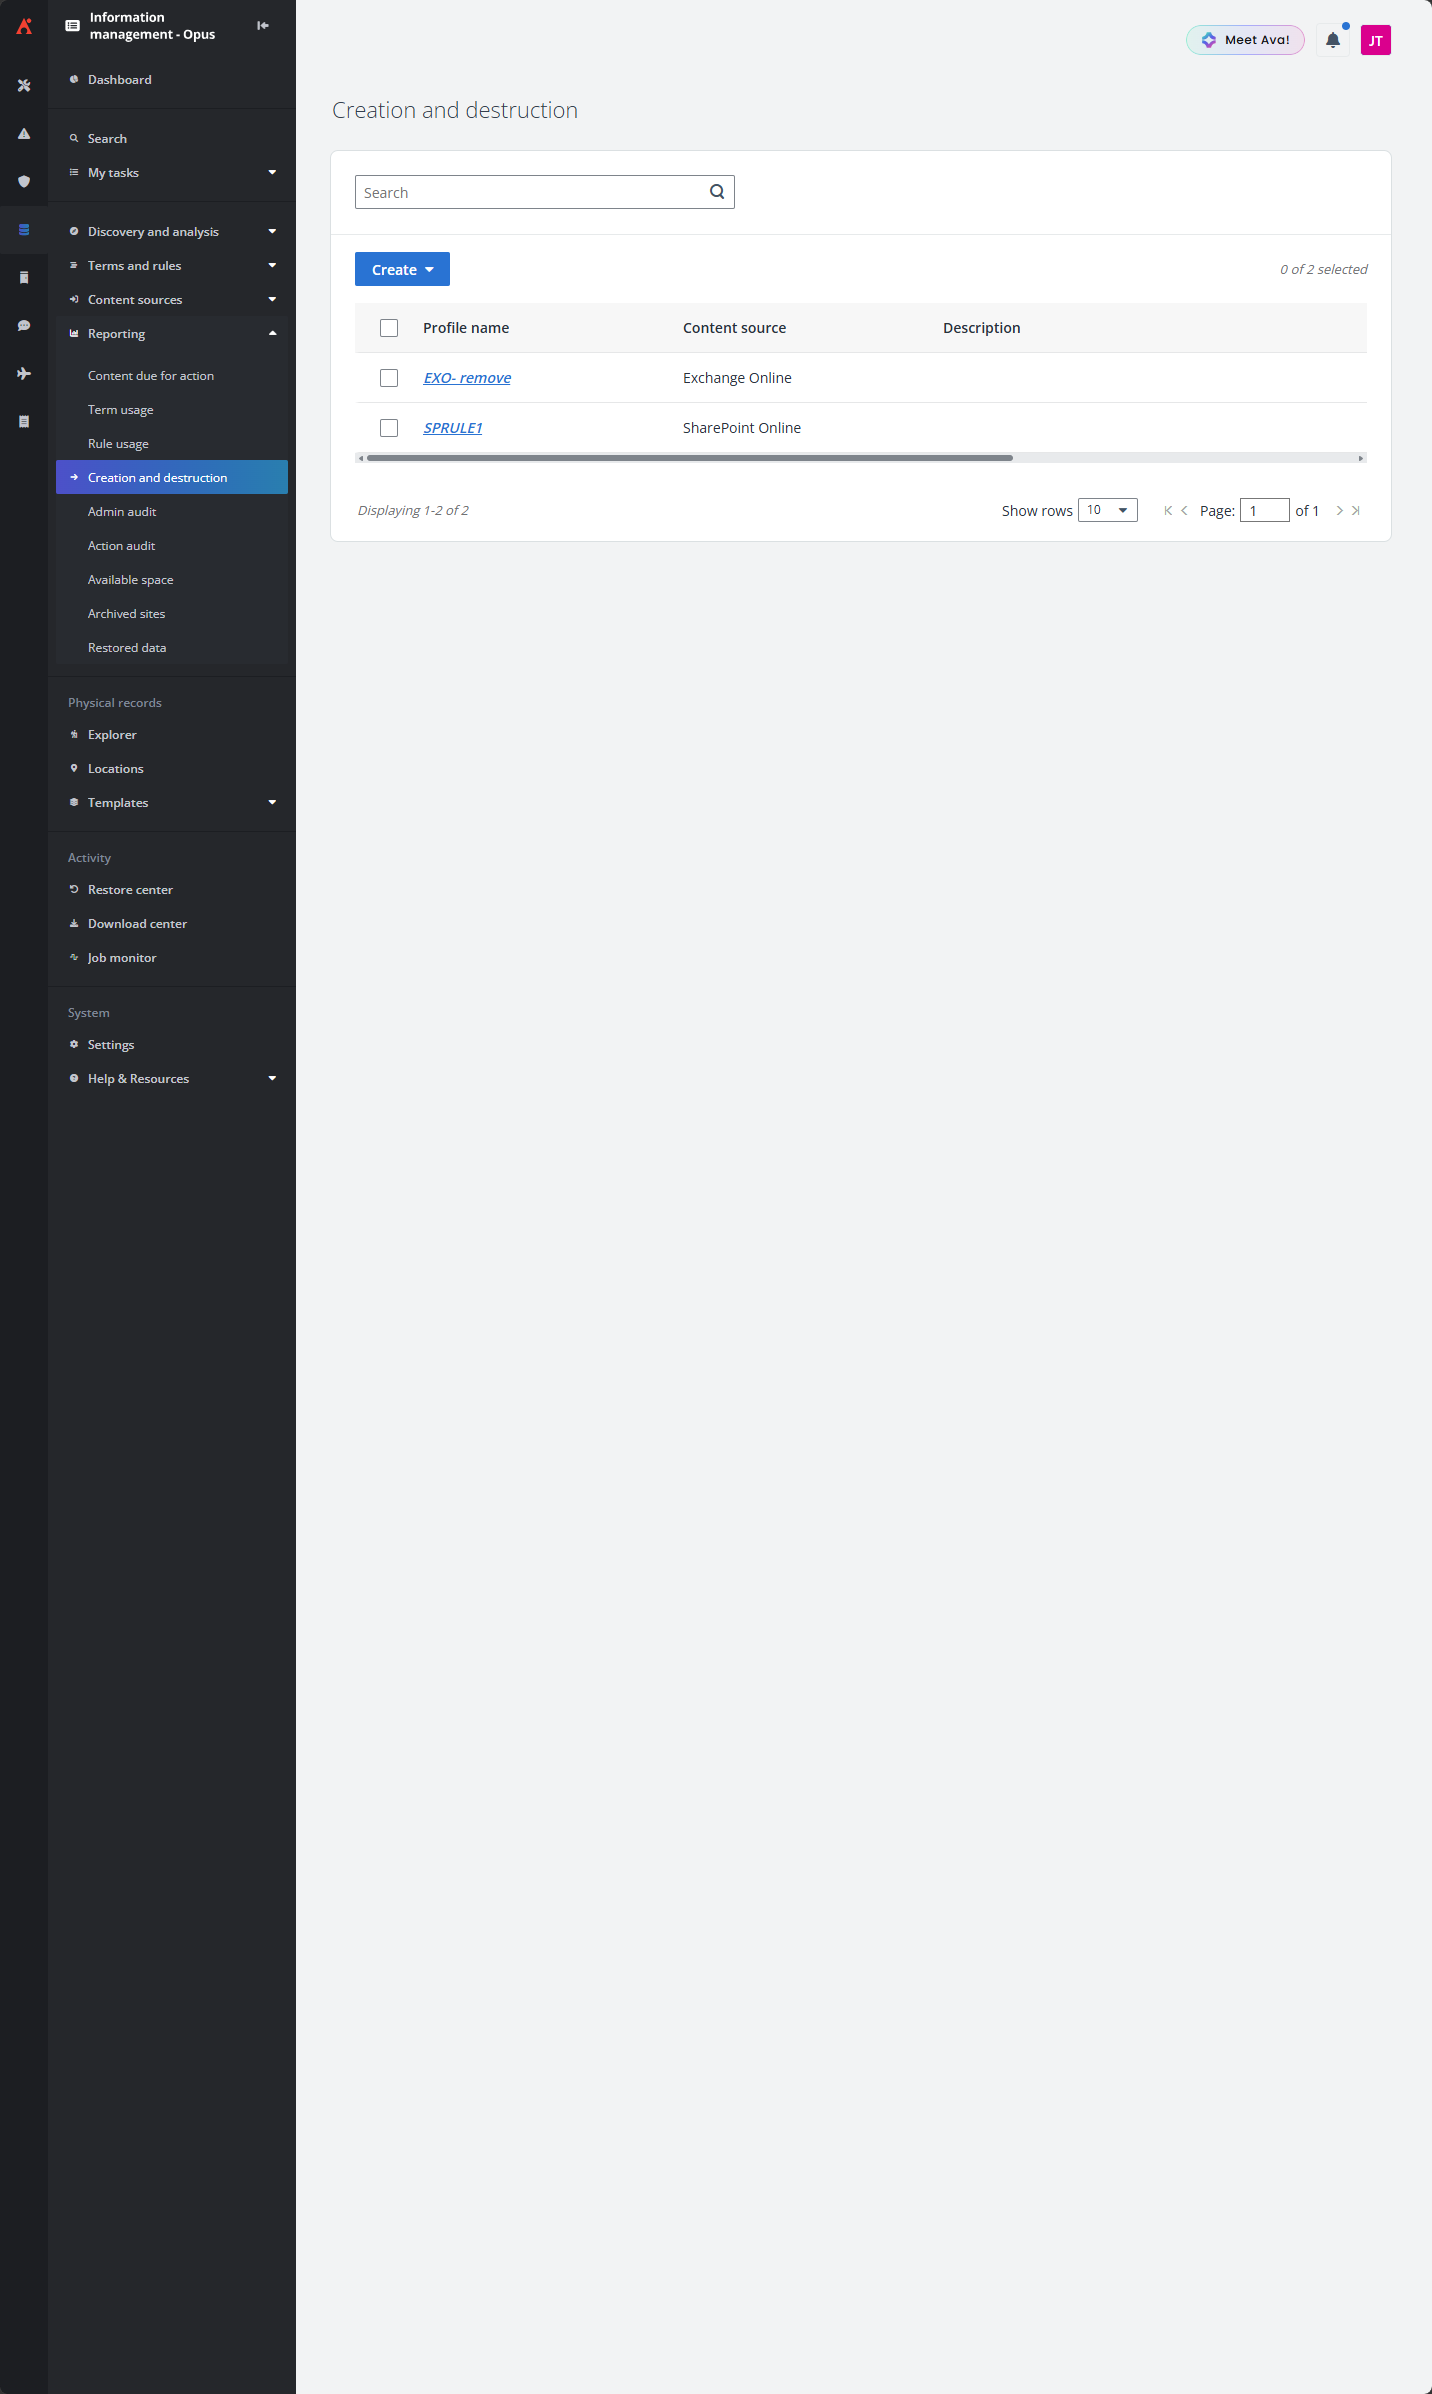 Information
management - Opus
Dashboard
Search
My tasks
Discovery and analysis
Terms and rules
Content sources
Reporting
Content due for action
Term usage
Rule usage
Creation and destruction
Admin audit
Action audit
Available space
Archived sites
Restored data
Physical records
Explorer
Locations
Templates
Activity
Restore center
Download center
Job monitor
System
Settings
Help & Resources
Meet Ava!
JT
Creation and destruction
Search
Create
0 of 2 selected
Profile name Content source Description
EXO- remove Exchange Online
SPRULE1 SharePoint Online
Displaying 1-2 of 2 Show rows 10 Page: 1 of 1